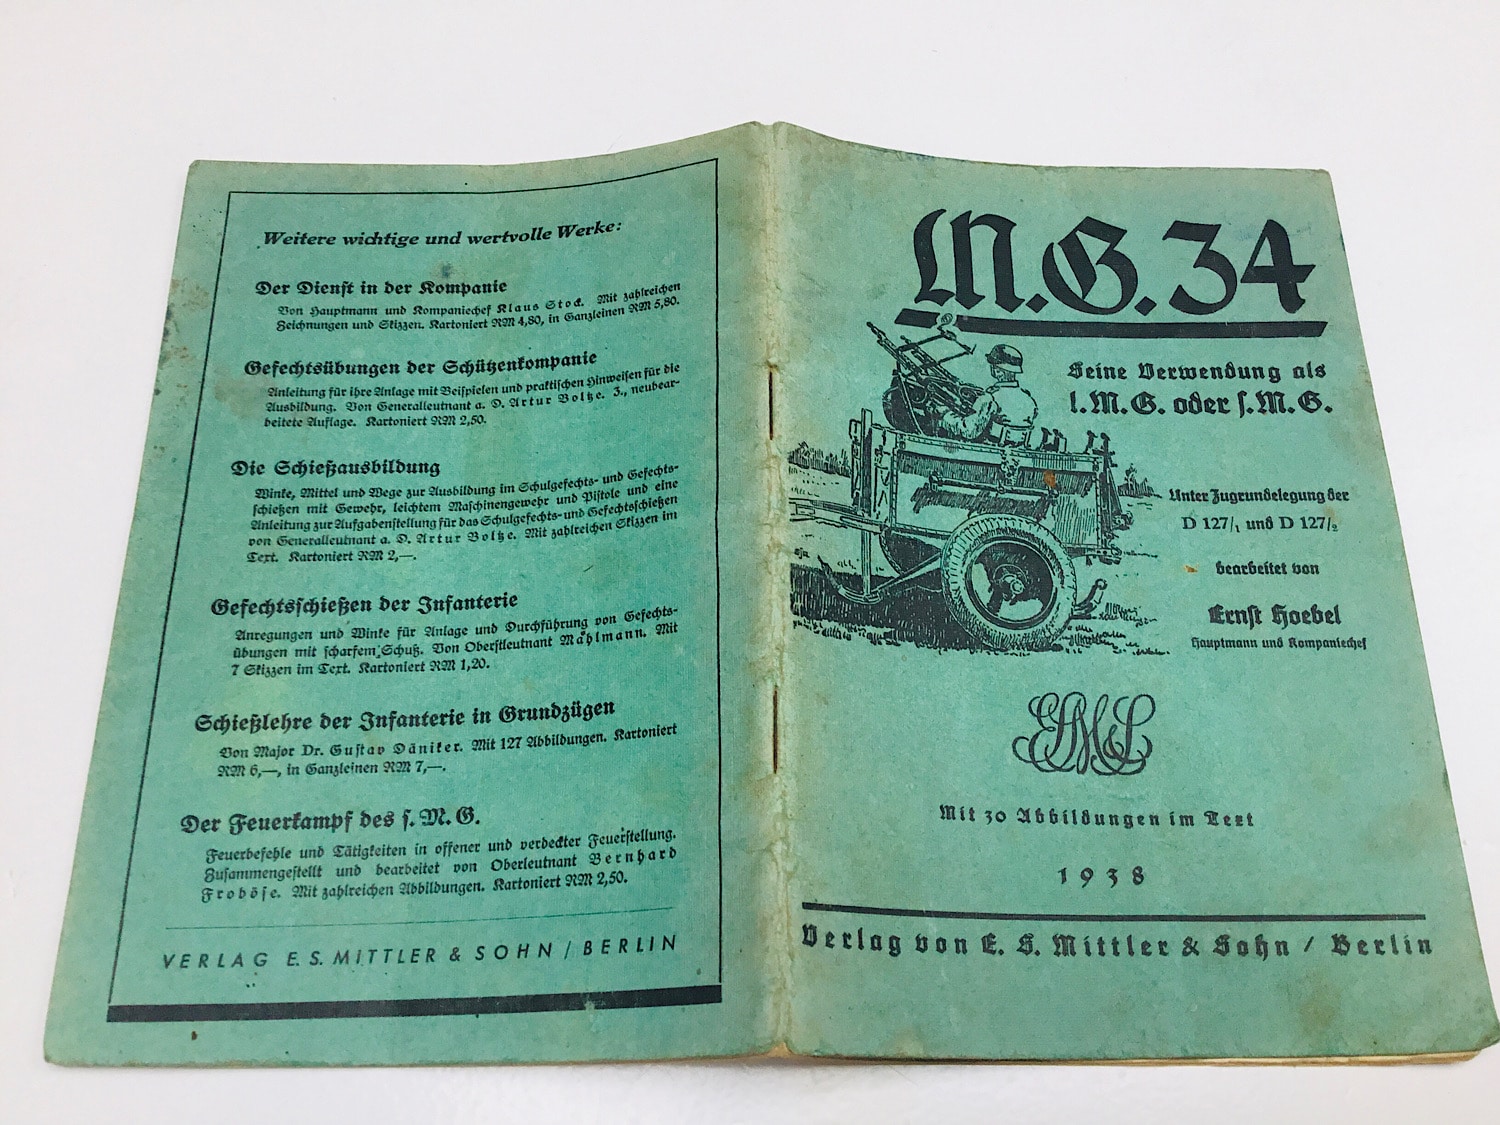 Weitere wichtige und wertvolle Werke:
Der Dienst in der Kompanie
Von Hauptmann und Kompaniechef Klaus Stock. Mit zahlreichen
Zeichnungen und Skizzen. Kartoniert RM 4,80, in Ganzleinen RM 5,80.
Gefechtsübungen der Schützenkompanie
Anleitung für ihre Anlage mit Beispielen und praktischen Hinweisen für die
Ausbildung. Von Generalleutnant a. D. Artur Boltze. 3., neubear-
beitete Auflage. Kartoniert RM 2,50.
Die Schießausbildung
Winke, Mittel und Wege zur Ausbildung im Schulgefechts- und Gefechts-
schießen mit Gewehr, leichtem Maschinengewehr und Pistole und eine
Anleitung zur Aufgabenstellung für das Schulgefechts- und Gefechtsschießen
von Generalleutnant a. D. Artur Boltze. Mit zahlreichen Skizzen im
Text. Kartoniert RM 2,—.
Gefechtsschießen der Infanterie
Anregungen und Winke für Anlage und Durchführung von Gefechts-
übungen mit scharfem Schuß. Von Oberstleutnant Mahlmann. Mit
7 Skizzen im Text. Kartoniert RM 1,20.
Schießlehre der Infanterie in Grundzügen
Von Major Dr. Gustav Däniker. Mit 127 Abbildungen. Kartoniert
RM 6,—, in Ganzleinen RM 7,—.
Der Feuerkampf des s. M. G.
Feuerbefehle und Tätigkeiten in offener und verdeckter Feuerstellung.
Zusammengestellt und bearbeitet von Oberleutnant Bernhard
Froböse. Mit zahlreichen Abbildungen. Kartoniert RM 2,50.
VERLAG E. S. MITTLER & SOHN / BERLIN
M.G. 34
Seine Verwendung als
l. M. G. oder s. M. G.
Unter Zugrundelegung der
D 127/1 und D 127/2
bearbeitet von
Ernst Hoebel
Hauptmann und Kompaniechef
Mit 30 Abbildungen im Text
1938
Verlag von E. S. Mittler & Sohn / Berlin